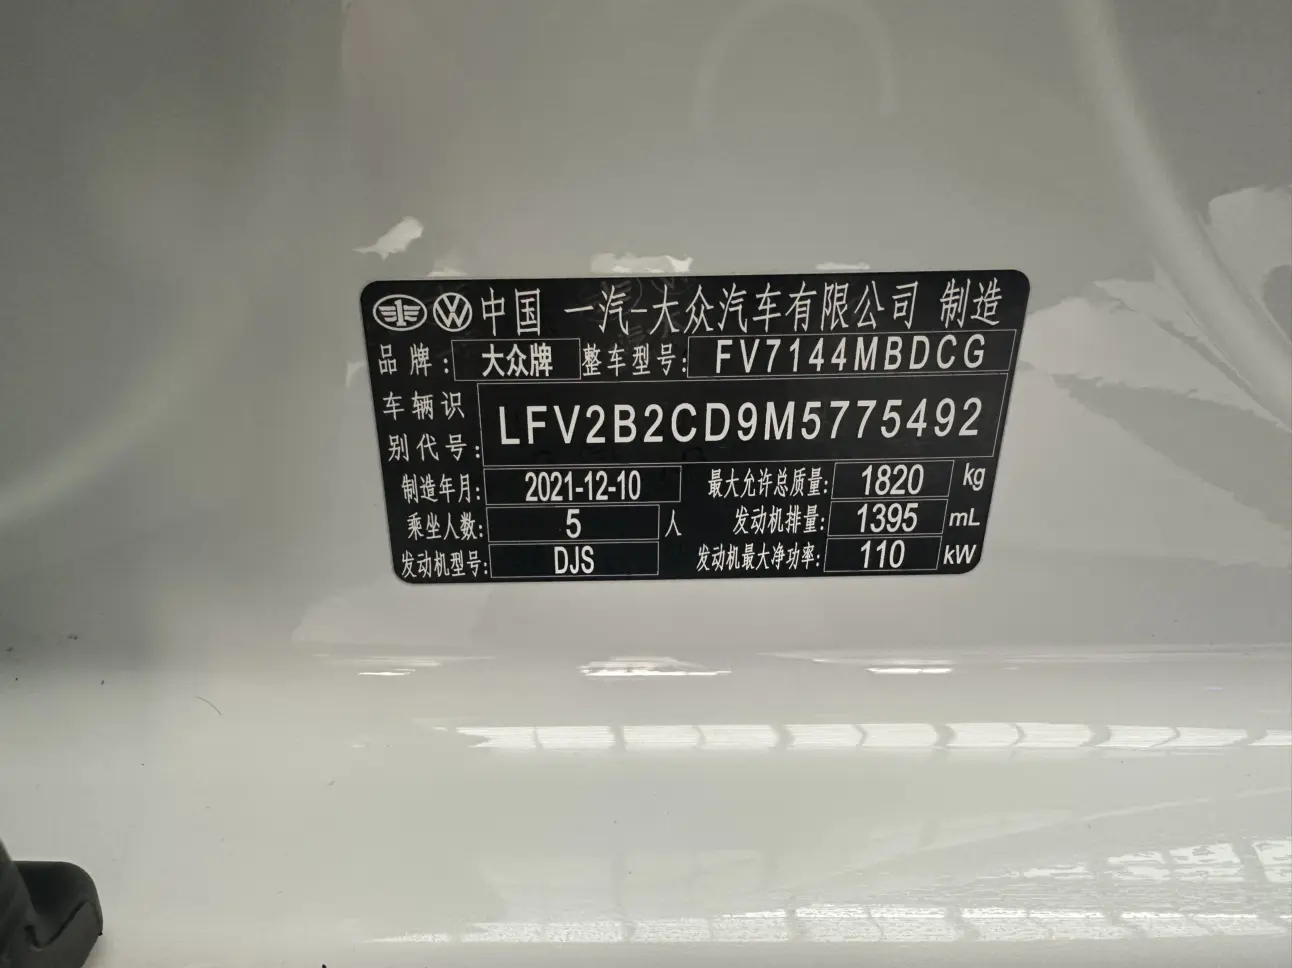 中国 一汽-大众汽车有限公司 制造
品牌: 大众牌 整车型号: FV7144MBDCG
车辆识别代号: LFV2B2CD9M5775492
制造年月: 2021-12-10 最大允许总质量: 1820 kg
乘坐人数: 5 人 发动机排量: 1395 mL
发动机型号: DJS 发动机最大净功率: 110 kW